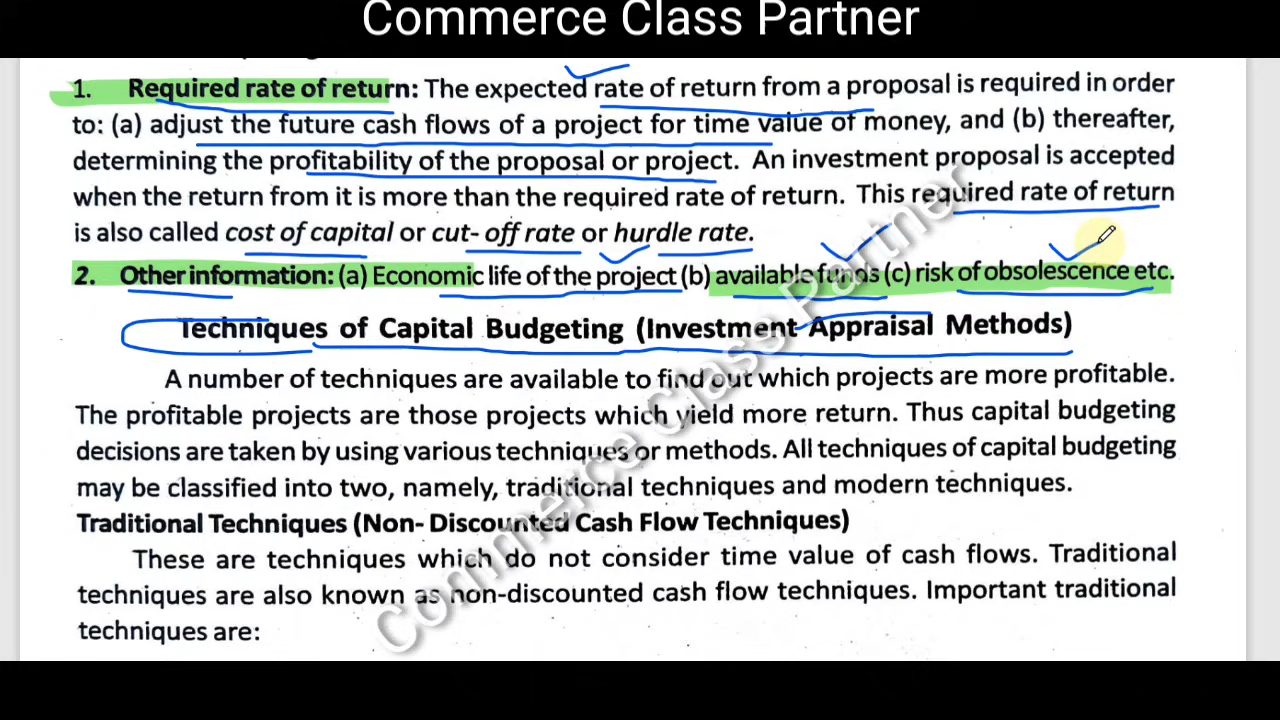 Commerce Class Partner
1. Required rate of return: The expected rate of return from a proposal is required in order
to: (a) adjust the future cash flows of a project for time value of money, and (b) thereafter,
determining the profitability of the proposal or project. An investment proposal is accepted
when the return from it is more than the required rate of return. This required rate of return
is also called cost of capital or cut- off rate or hurdle rate.
2. Other information: (a) Economic life of the project (b) available funds (c) risk of obsolescence etc.
Techniques of Capital Budgeting (Investment Appraisal Methods)
A number of techniques are available to find out which projects are more profitable.
The profitable projects are those projects which yield more return. Thus capital budgeting
decisions are taken by using various techniques or methods. All techniques of capital budgeting
may be classified into two, namely, traditional techniques and modern techniques.
Traditional Techniques (Non- Discounted Cash Flow Techniques)
These are techniques which do not consider time value of cash flows. Traditional
techniques are also known as non-discounted cash flow techniques. Important traditional
techniques are:
Commerce Class Partner